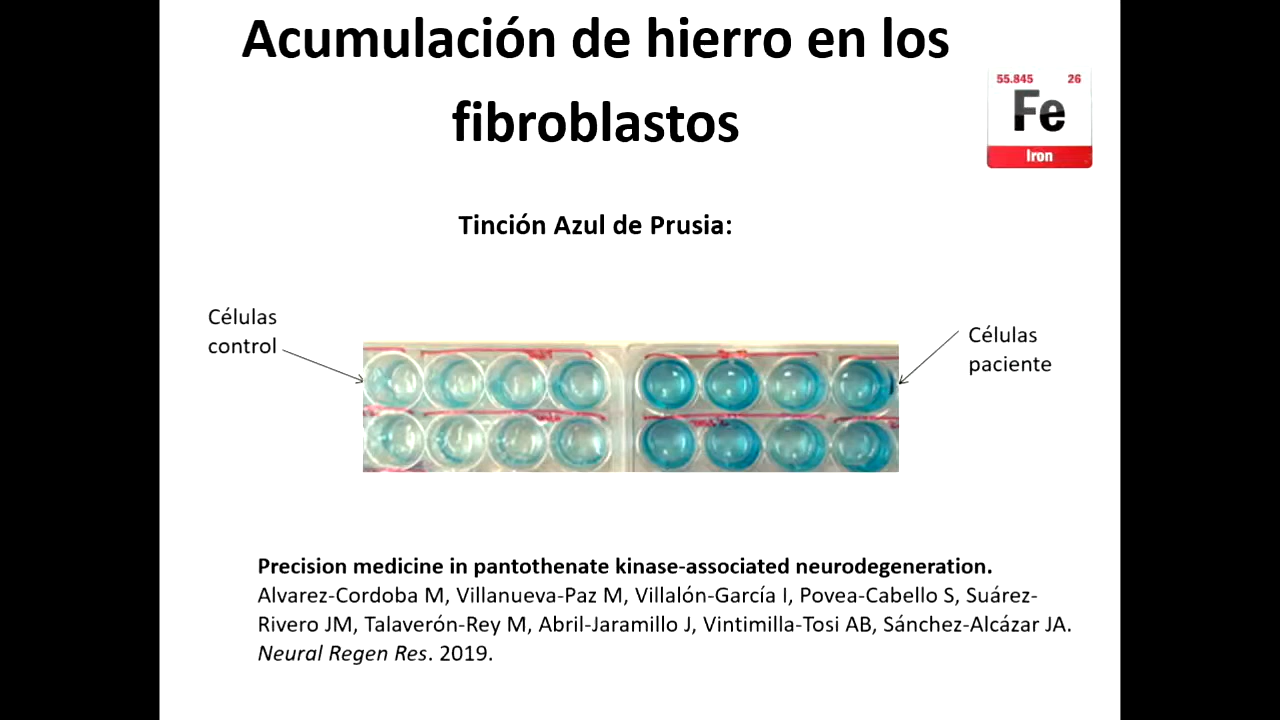 Acumulación de hierro en los
fibroblastos
55.845 26
Fe
Iron
Tinción Azul de Prusia:
Células
control
Células
paciente
Precision medicine in pantothenate kinase-associated neurodegeneration.
Alvarez-Cordoba M, Villanueva-Paz M, Villalón-García I, Povea-Cabello S, Suárez-
Rivero JM, Talaverón-Rey M, Abril-Jaramillo J, Vintimilla-Tosi AB, Sánchez-Alcázar JA.
Neural Regen Res. 2019.